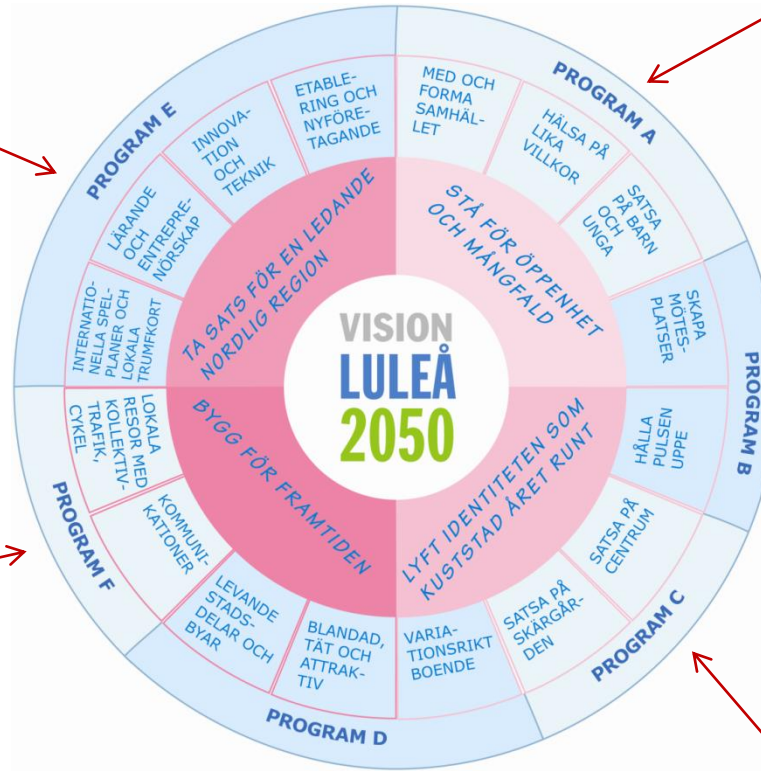 VISION
LULEÅ
2050
STÅ FÖR ÖPPENHET
OCH MÅNGFALD
LYFT IDENTITETEN SOM
KUSTSTAD ÅRET RUNT
BYGG FÖR FRAMTIDEN
TA SATS FÖR EN LEDANDE
NORDLIG REGION
PROGRAM A
MED OCH
FORMA
SAMHÄL-
LET
HÄLSA PÅ
LIKA
VILLKOR
SATSA
PÅ BARN
OCH
UNGA
PROGRAM B
SKAPA
MÖTES-
PLATSER
HÅLLA
PULSEN
UPPE
PROGRAM C
SATSA PÅ
CENTRUM
SATSA PÅ
SKÄRGÅR-
DEN
PROGRAM D
VARIA-
TIONSRIKT
BOENDE
BLANDAD,
TÄT OCH
ATTRAK-
TIV
LEVANDE
STADS-
DELAR OCH
BYAR
PROGRAM F
KOMMUNI-
KATIONER
LOKALA
RESOR MED
KOLLEKTIV-
TRAFIK,
CYKEL
PROGRAM E
INTERNATIO-
NELLA SPEL-
PLANER OCH
LOKALA
TRUMFKORT
LÄRANDE
OCH
ENTREPRE-
NÖRSKAP
INNOVA-
TION
OCH
TEKNIK
ETABLE-
RING OCH
NYFÖRE-
TAGANDE